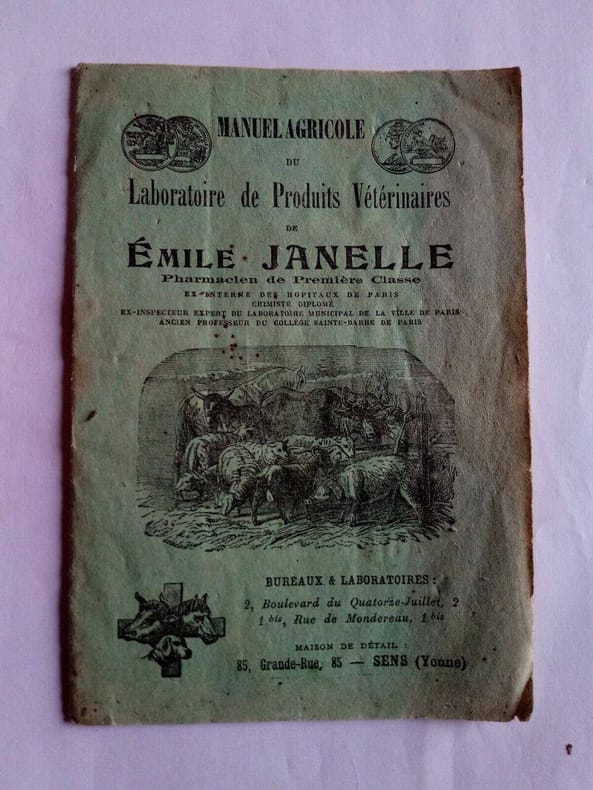 MANUEL AGRICOLE
DU
Laboratoire de Produits Vétérinaires
DE
ÉMILE JANELLE
Pharmacien de Première Classe
EX-INTERNE DES HOPITAUX DE PARIS
CHIMISTE DIPLOMÉ
EX-INSPECTEUR EXPERT DU LABORATOIRE MUNICIPAL DE LA VILLE DE PARIS
ANCIEN PROFESSEUR DU COLLÈGE SAINTE-BARBE DE PARIS
BUREAUX & LABORATOIRES :
2, Boulevard du Quatorze-Juillet, 2
1 bis, Rue de Mondereau, 1 bis
MAISON DE DÉTAIL :
85, Grande-Rue, 85 — SENS (Yonne)